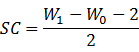 SC = (W₁ − W₀ − 2) / 2